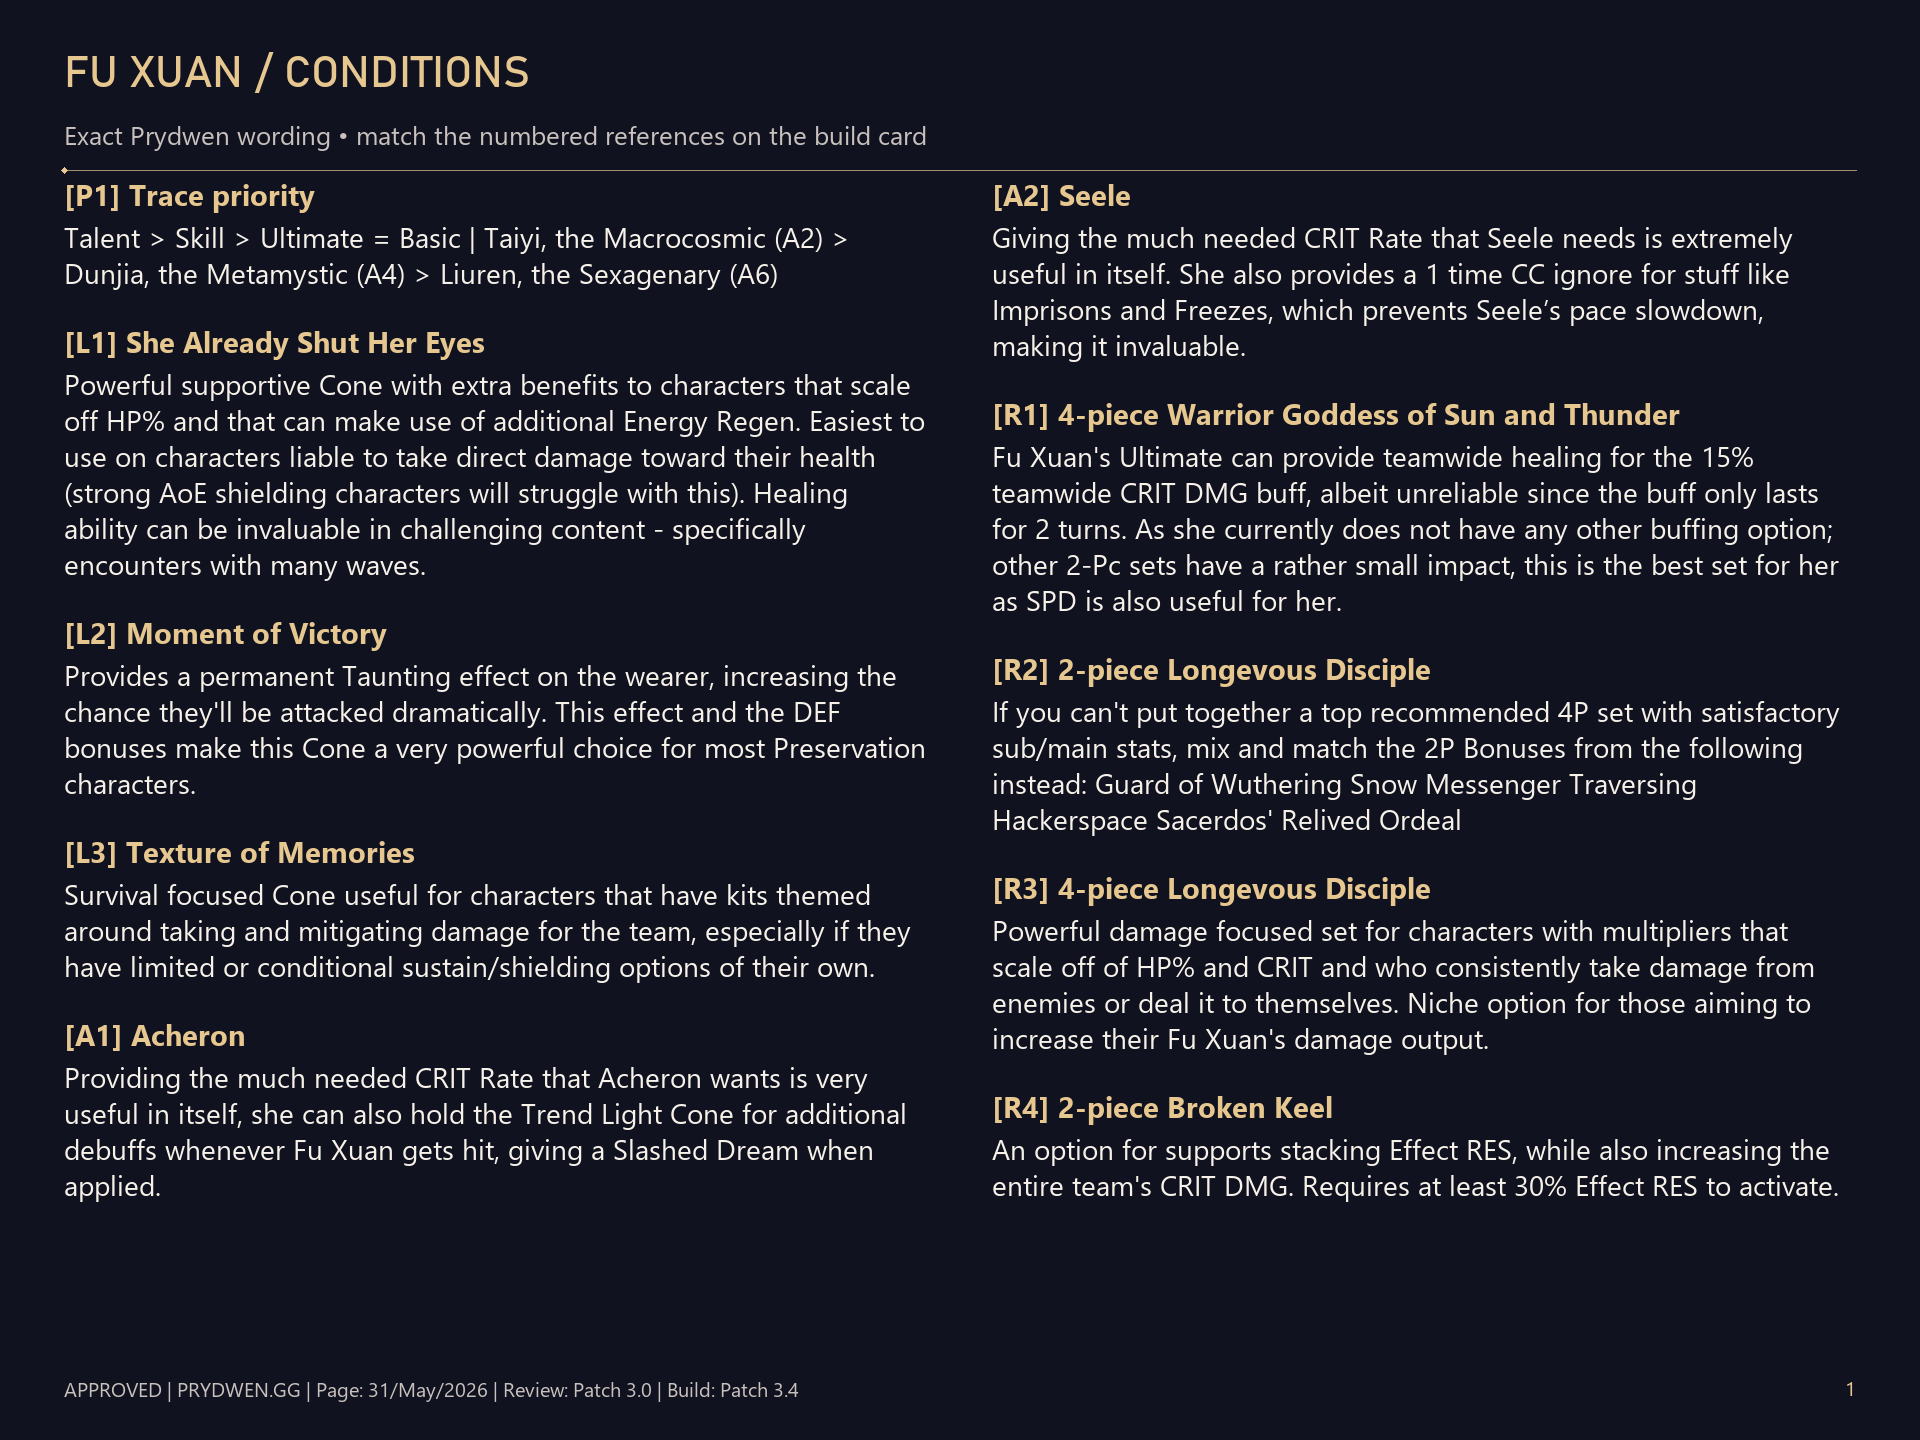 FU XUAN / CONDITIONS
Exact Prydwen wording • match the numbered references on the build card
[P1] Trace priority
Talent > Skill > Ultimate = Basic | Taiyi, the Macrocosmic (A2) >
Dunjia, the Metamystic (A4) > Liuren, the Sexagenary (A6)
[L1] She Already Shut Her Eyes
Powerful supportive Cone with extra benefits to characters that scale
off HP% and that can make use of additional Energy Regen. Easiest to
use on characters liable to take direct damage toward their health
(strong AoE shielding characters will struggle with this). Healing
ability can be invaluable in challenging content - specifically
encounters with many waves.
[L2] Moment of Victory
Provides a permanent Taunting effect on the wearer, increasing the
chance they'll be attacked dramatically. This effect and the DEF
bonuses make this Cone a very powerful choice for most Preservation
characters.
[L3] Texture of Memories
Survival focused Cone useful for characters that have kits themed
around taking and mitigating damage for the team, especially if they
have limited or conditional sustain/shielding options of their own.
[A1] Acheron
Providing the much needed CRIT Rate that Acheron wants is very
useful in itself, she can also hold the Trend Light Cone for additional
debuffs whenever Fu Xuan gets hit, giving a Slashed Dream when
applied.
[A2] Seele
Giving the much needed CRIT Rate that Seele needs is extremely
useful in itself. She also provides a 1 time CC ignore for stuff like
Imprisons and Freezes, which prevents Seele’s pace slowdown,
making it invaluable.
[R1] 4-piece Warrior Goddess of Sun and Thunder
Fu Xuan's Ultimate can provide teamwide healing for the 15%
teamwide CRIT DMG buff, albeit unreliable since the buff only lasts
for 2 turns. As she currently does not have any other buffing option;
other 2-Pc sets have a rather small impact, this is the best set for her
as SPD is also useful for her.
[R2] 2-piece Longevous Disciple
If you can't put together a top recommended 4P set with satisfactory
sub/main stats, mix and match the 2P Bonuses from the following
instead: Guard of Wuthering Snow Messenger Traversing
Hackerspace Sacerdos' Relived Ordeal
[R3] 4-piece Longevous Disciple
Powerful damage focused set for characters with multipliers that
scale off of HP% and CRIT and who consistently take damage from
enemies or deal it to themselves. Niche option for those aiming to
increase their Fu Xuan's damage output.
[R4] 2-piece Broken Keel
An option for supports stacking Effect RES, while also increasing the
entire team's CRIT DMG. Requires at least 30% Effect RES to activate.
APPROVED | PRYDWEN.GG | Page: 31/May/2026 | Review: Patch 3.0 | Build: Patch 3.4
1